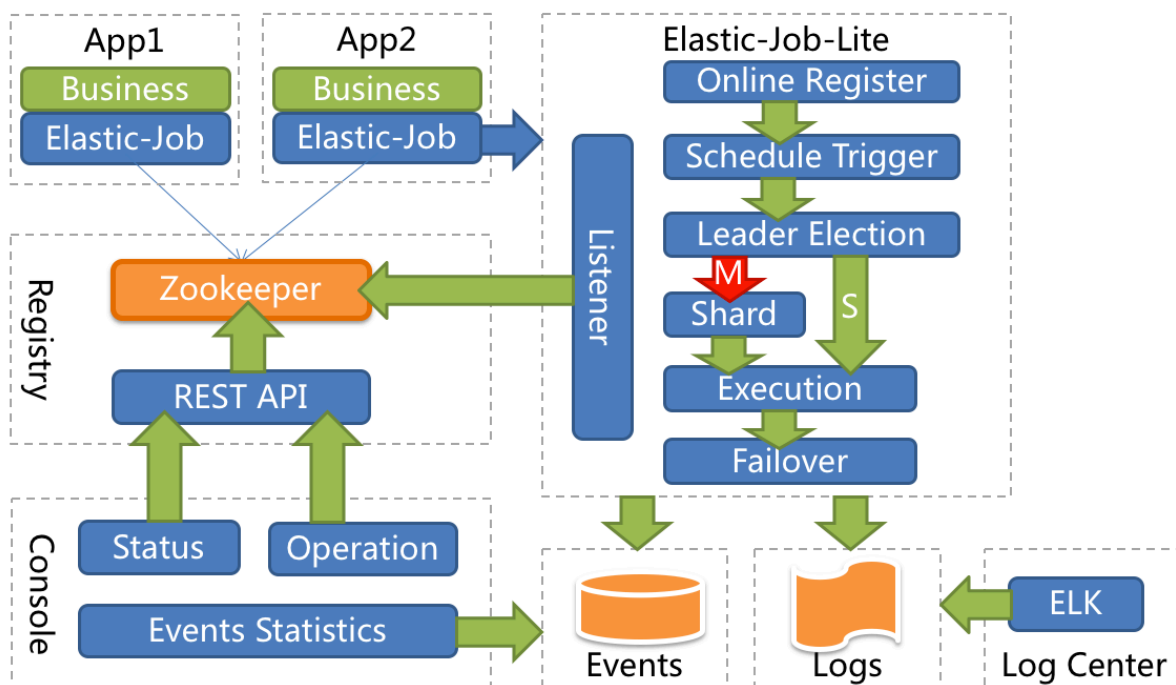 App1
Business
Elastic-Job
App2
Business
Elastic-Job
Elastic-Job-Lite
Online Register
Schedule Trigger
Leader Election
M
S
Shard
Execution
Failover
Listener
Registry
Zookeeper
REST API
Console
Status
Operation
Events Statistics
Events
Logs
ELK
Log Center